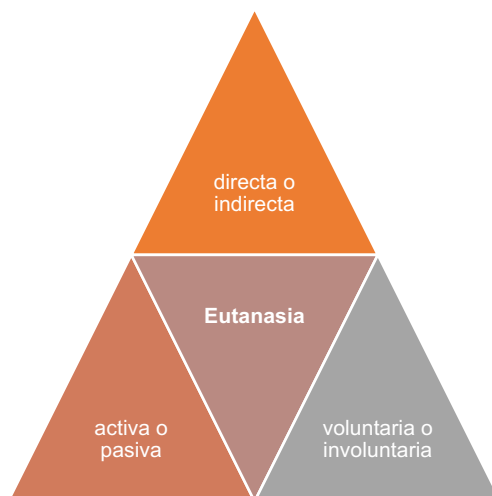 directa o
indirecta
Eutanasia
activa o
pasiva
voluntaria o
involuntaria